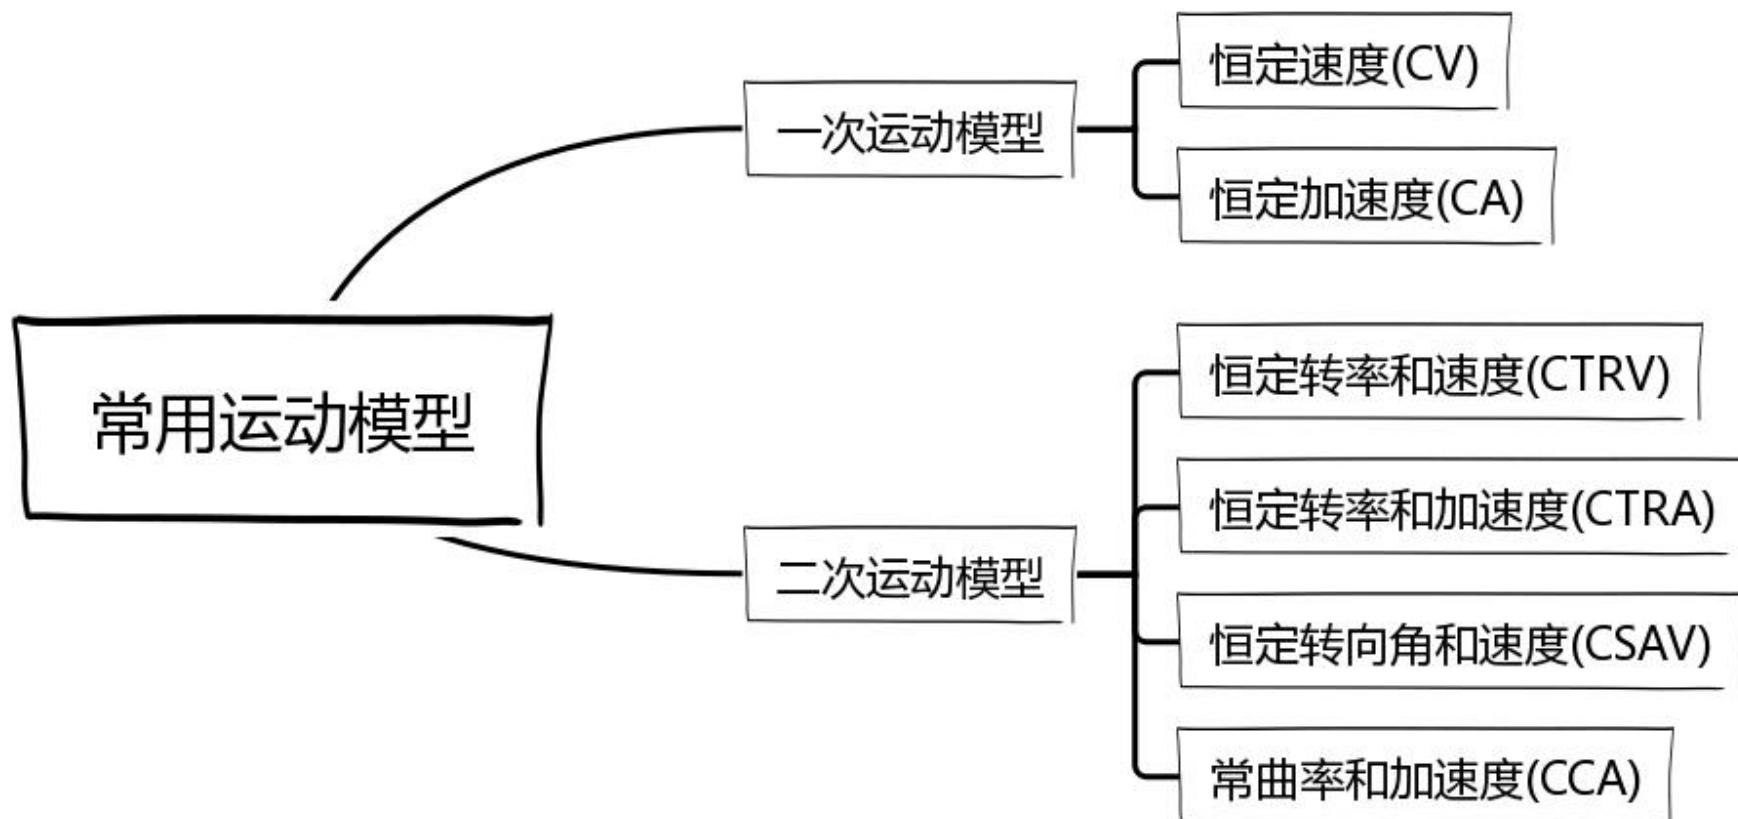 常用运动模型
一次运动模型
恒定速度(CV)
恒定加速度(CA)
二次运动模型
恒定转率和速度(CTRV)
恒定转率和加速度(CTRA)
恒定转向角和速度(CSAV)
常曲率和加速度(CCA)